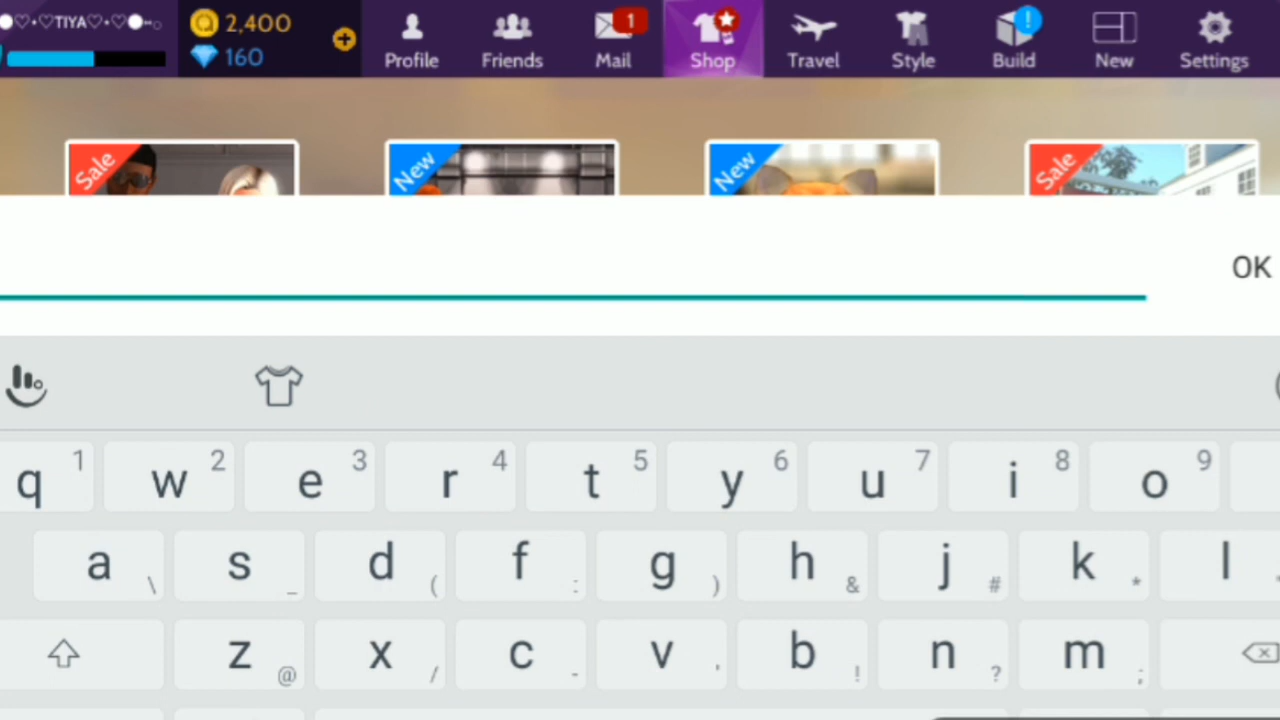 ●♡•♡TIYA♡•♡●
2,400
160
Profile
Friends
1
Mail
Shop
Travel
Style
!
Build
New
Settings
Sale
New
New
Sale
OK
q 1 w 2 e 3 r 4 t 5 y 6 u 7 i 8 o 9
a \ s _ d ( f : g ) h & j # k * l
z @ x / c - v ' b ! n ? m ;